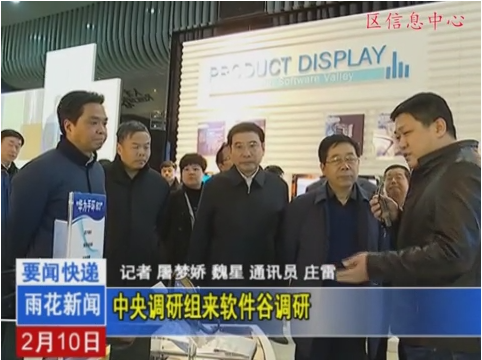 区信息中心
PRODUCT DISPLAY
Software Valley
要闻快递
记者 屠梦娇 魏星 通讯员 庄雷
雨花新闻
中央调研组来软件谷调研
2月10日